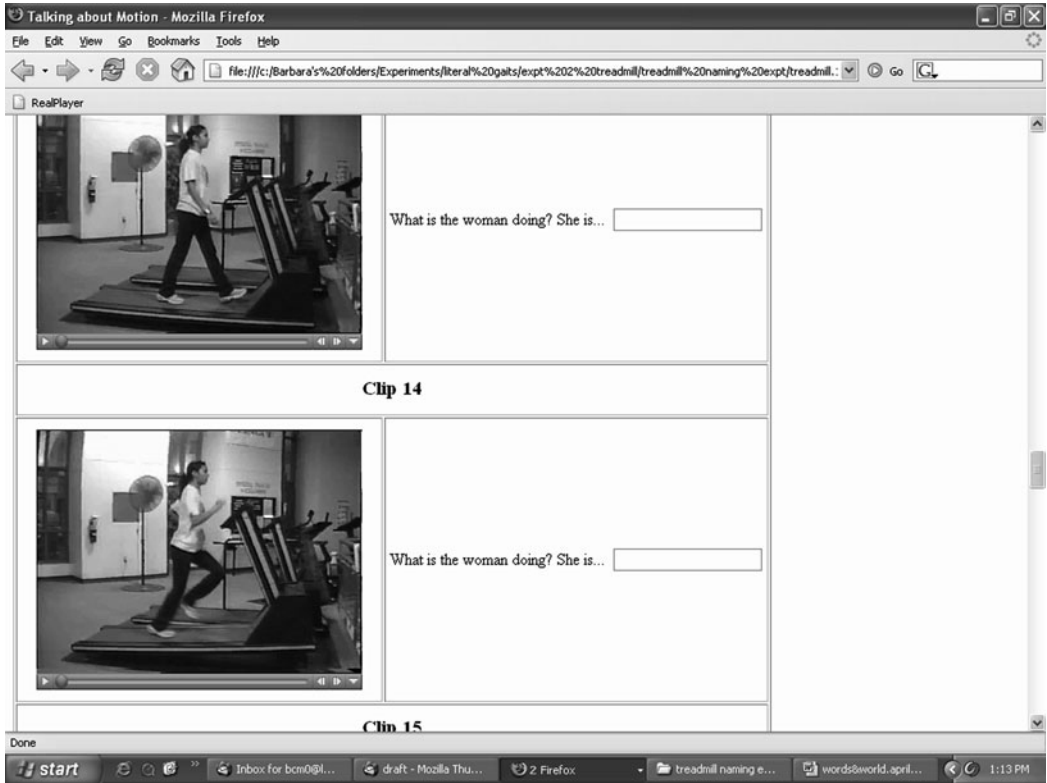 Talking about Motion - Mozilla Firefox
File Edit View Go Bookmarks Tools Help
file:///c:/Barbara's%20folders/Experiments/literal%20gaits/expt%202%20treadmill/treadmill%20naming%20expt/treadmill.
Go
G
RealPlayer
What is the woman doing? She is...
Clip 14
What is the woman doing? She is...
Clip 15
Done
start
Inbox for bcm0@l...
draft - Mozilla Thu...
2 Firefox
treadmill naming e...
words&world.april...
1:13 PM